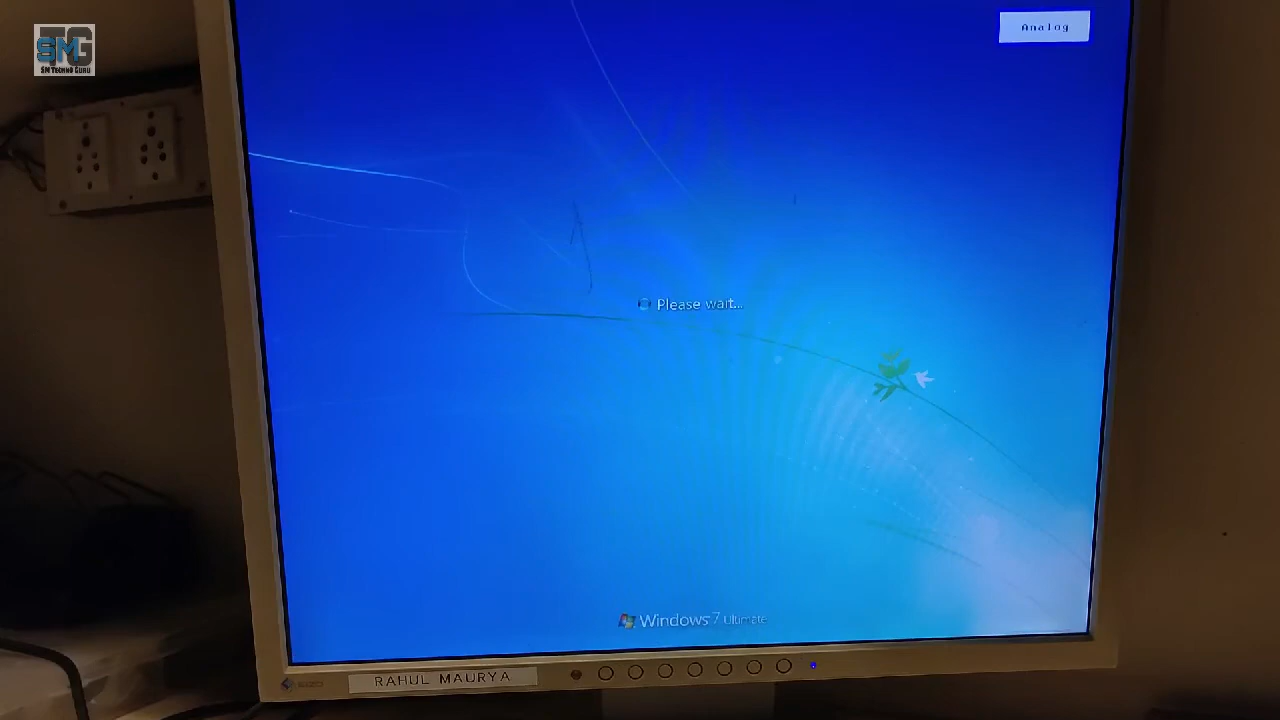 SMG
SM TECHNO GURU
Analog
Please wait...
Windows 7 Ultimate
RAHUL MAURYA